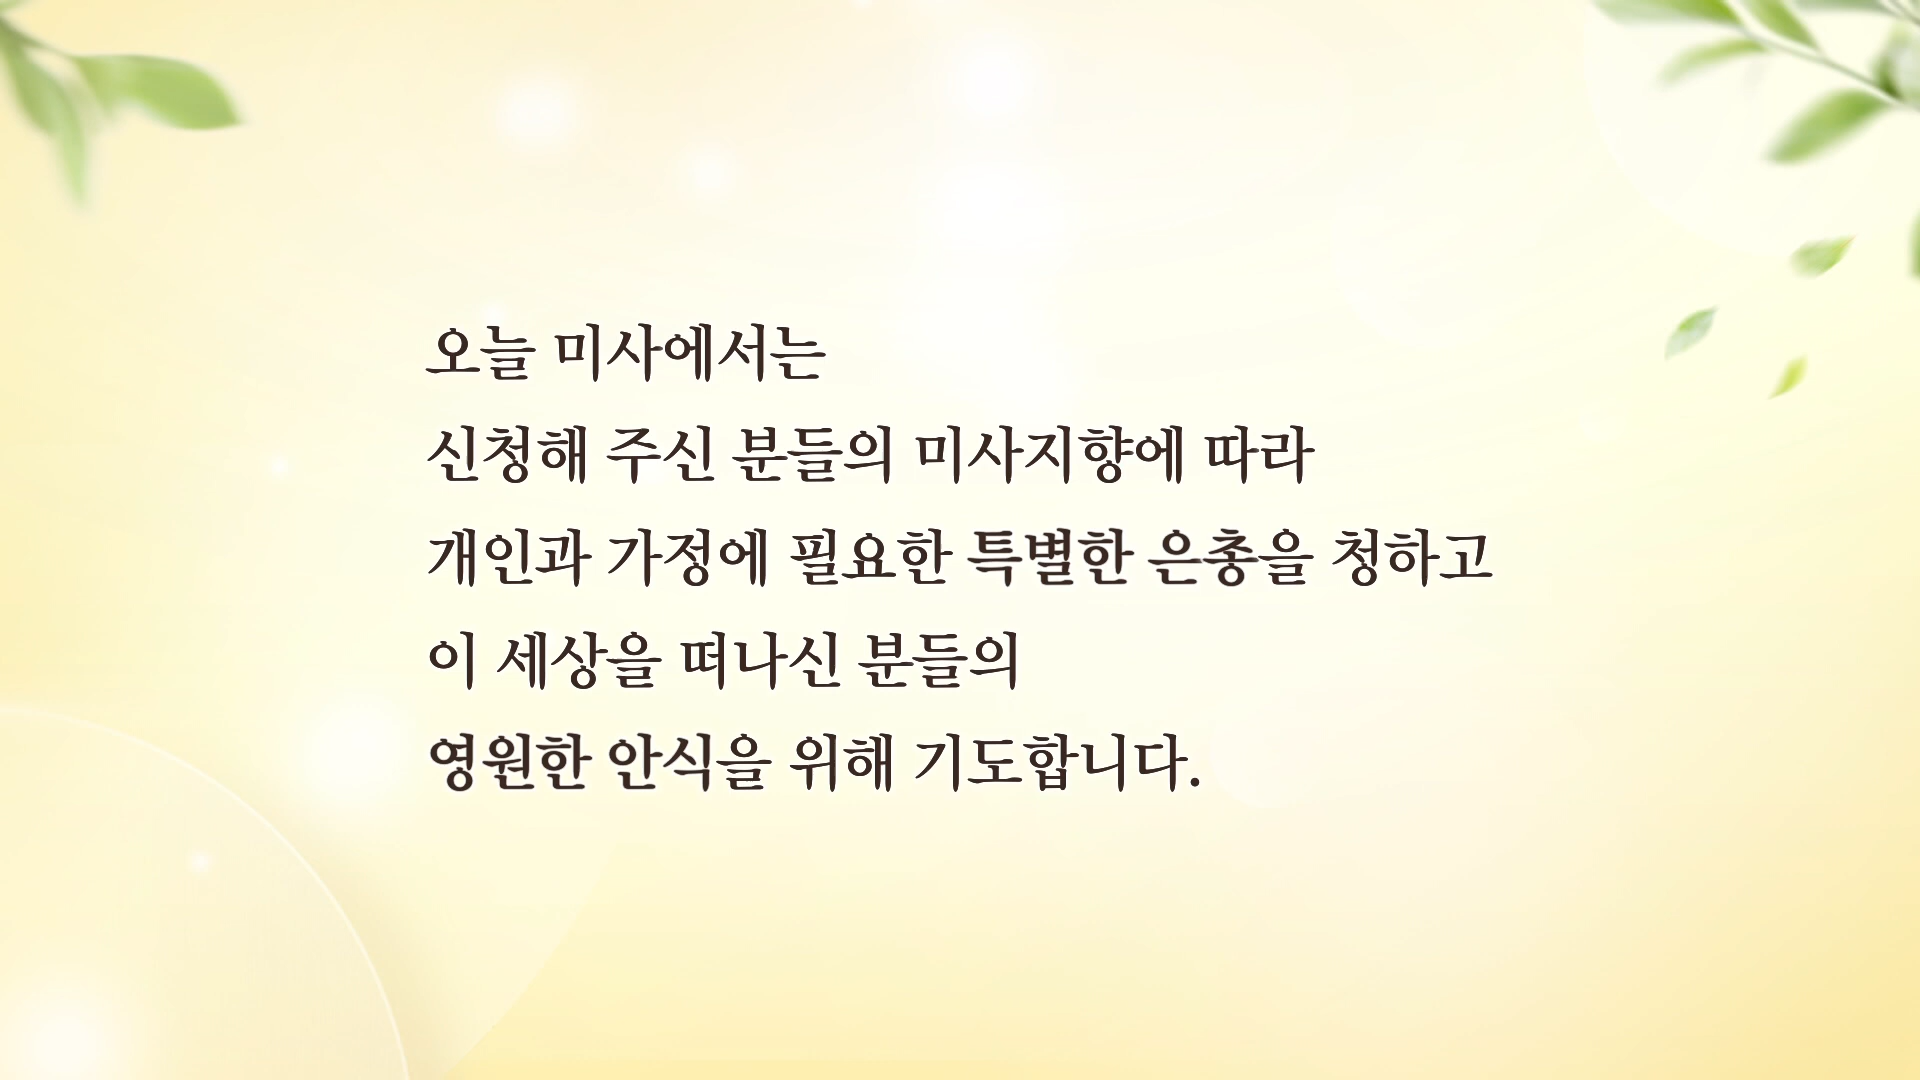 오늘 미사에서는
신청해 주신 분들의 미사지향에 따라
개인과 가정에 필요한 특별한 은총을 청하고
이 세상을 떠나신 분들의
영원한 안식을 위해 기도합니다.